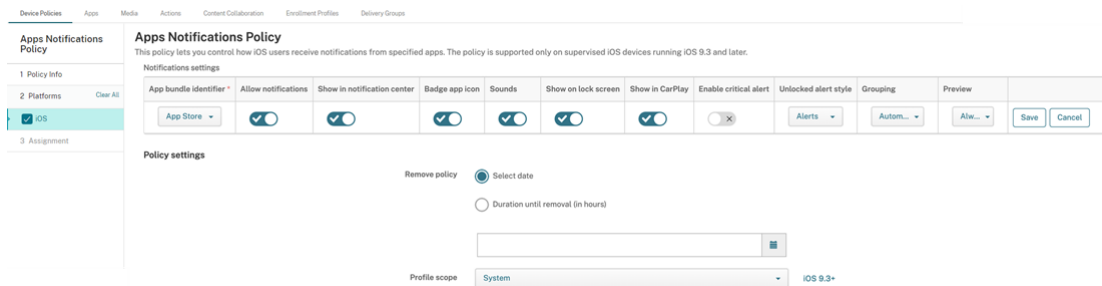 Device Policies Apps Media Actions Content Collaboration Enrollment Profiles Delivery Groups
Apps Notifications Policy
1 Policy Info
2 Platforms Clear All
iOS
3 Assignment
Apps Notifications Policy
This policy lets you control how iOS users receive notifications from specified apps. The policy is supported only on supervised iOS devices running iOS 9.3 and later.
Notifications settings
App bundle identifier * Allow notifications Show in notification center Badge app icon Sounds Show on lock screen Show in CarPlay Enable critical alert Unlocked alert style Grouping Preview
App Store Alerts Autom... Alw... Save Cancel
Policy settings
Remove policy Select date
Duration until removal (in hours)
Profile scope System iOS 9.3+